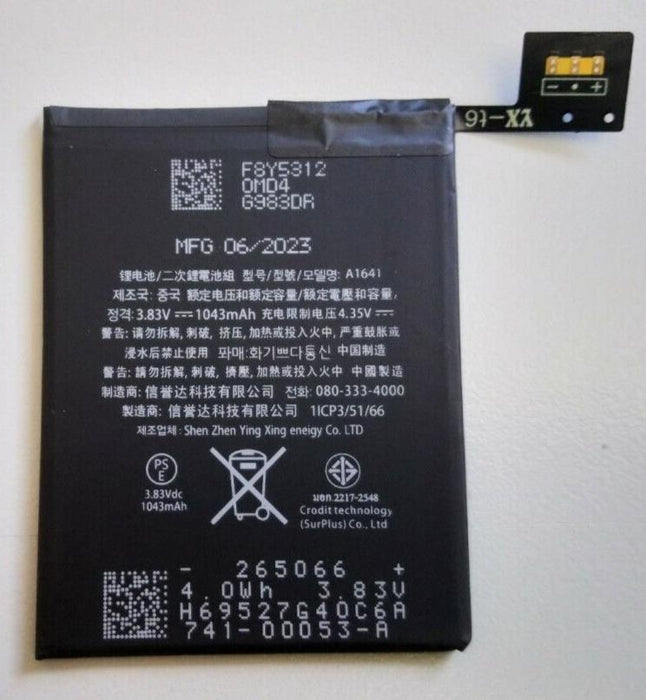 YX-16
− • +
F8Y5312
0MD4
G983DR
MFG 06/2023
锂电池/二次鋰電池組 型号/型號/모델명: A1641
제조국: 중국 额定电压和额定容量/額定電壓和容量,
정격: 3.83V ⎓ 1043mAh 充电限制电压4.35V ⎓
警告: 请勿拆解, 刺破, 挤压, 加热或投入火中, 严重鼓胀或
浸水后禁止使用 판매: 화기쁘다통신 中国制造
警告: 請勿拆解, 刺破, 擠壓, 加熱或投入火中 中國製造
制造商: 信誉达科技有限公司 전화: 080-333-4000
製造商: 信誉达科技有限公司 1ICP3/51/66
제조업체: Shen Zhen Ying Xing eneigy Co. LTD
PS
E
3.83Vdc
1043mAh
มอก.2217-2548
Crodit technology
(SurPlus) Co., Ltd
− 265066 +
4.0Wh 3.83V
H69527G40C6A
741-00053-A